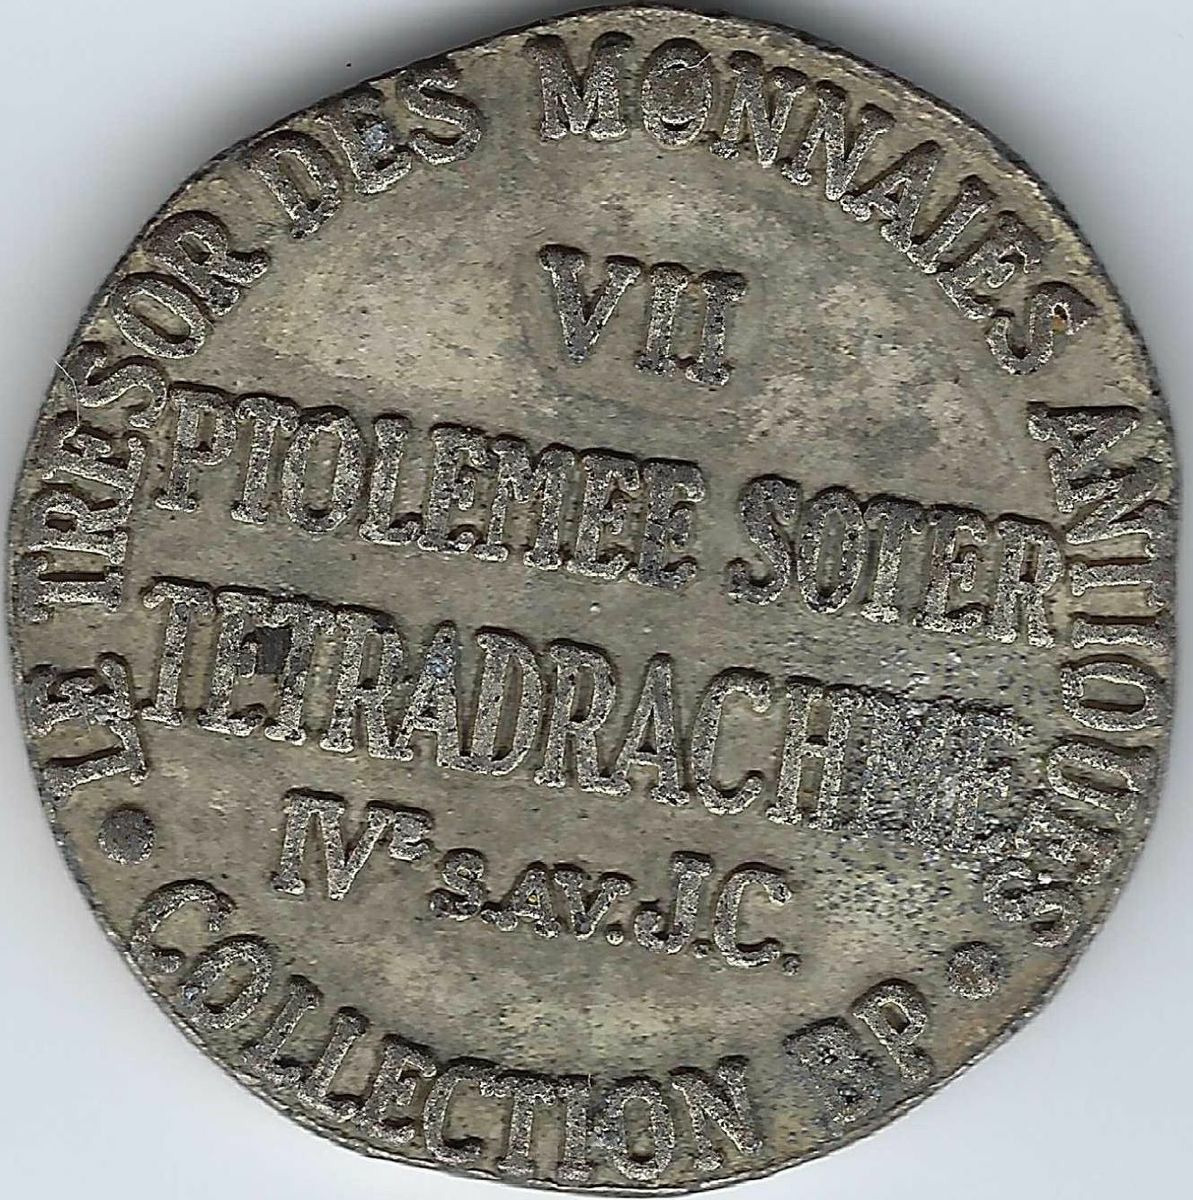 LE TRESOR DES MONNAIES ANTIQUES
VII
PTOLEMEE SOTER
TETRADRACHME
IVE S.AV.J.C.
• COLLECTION BP •